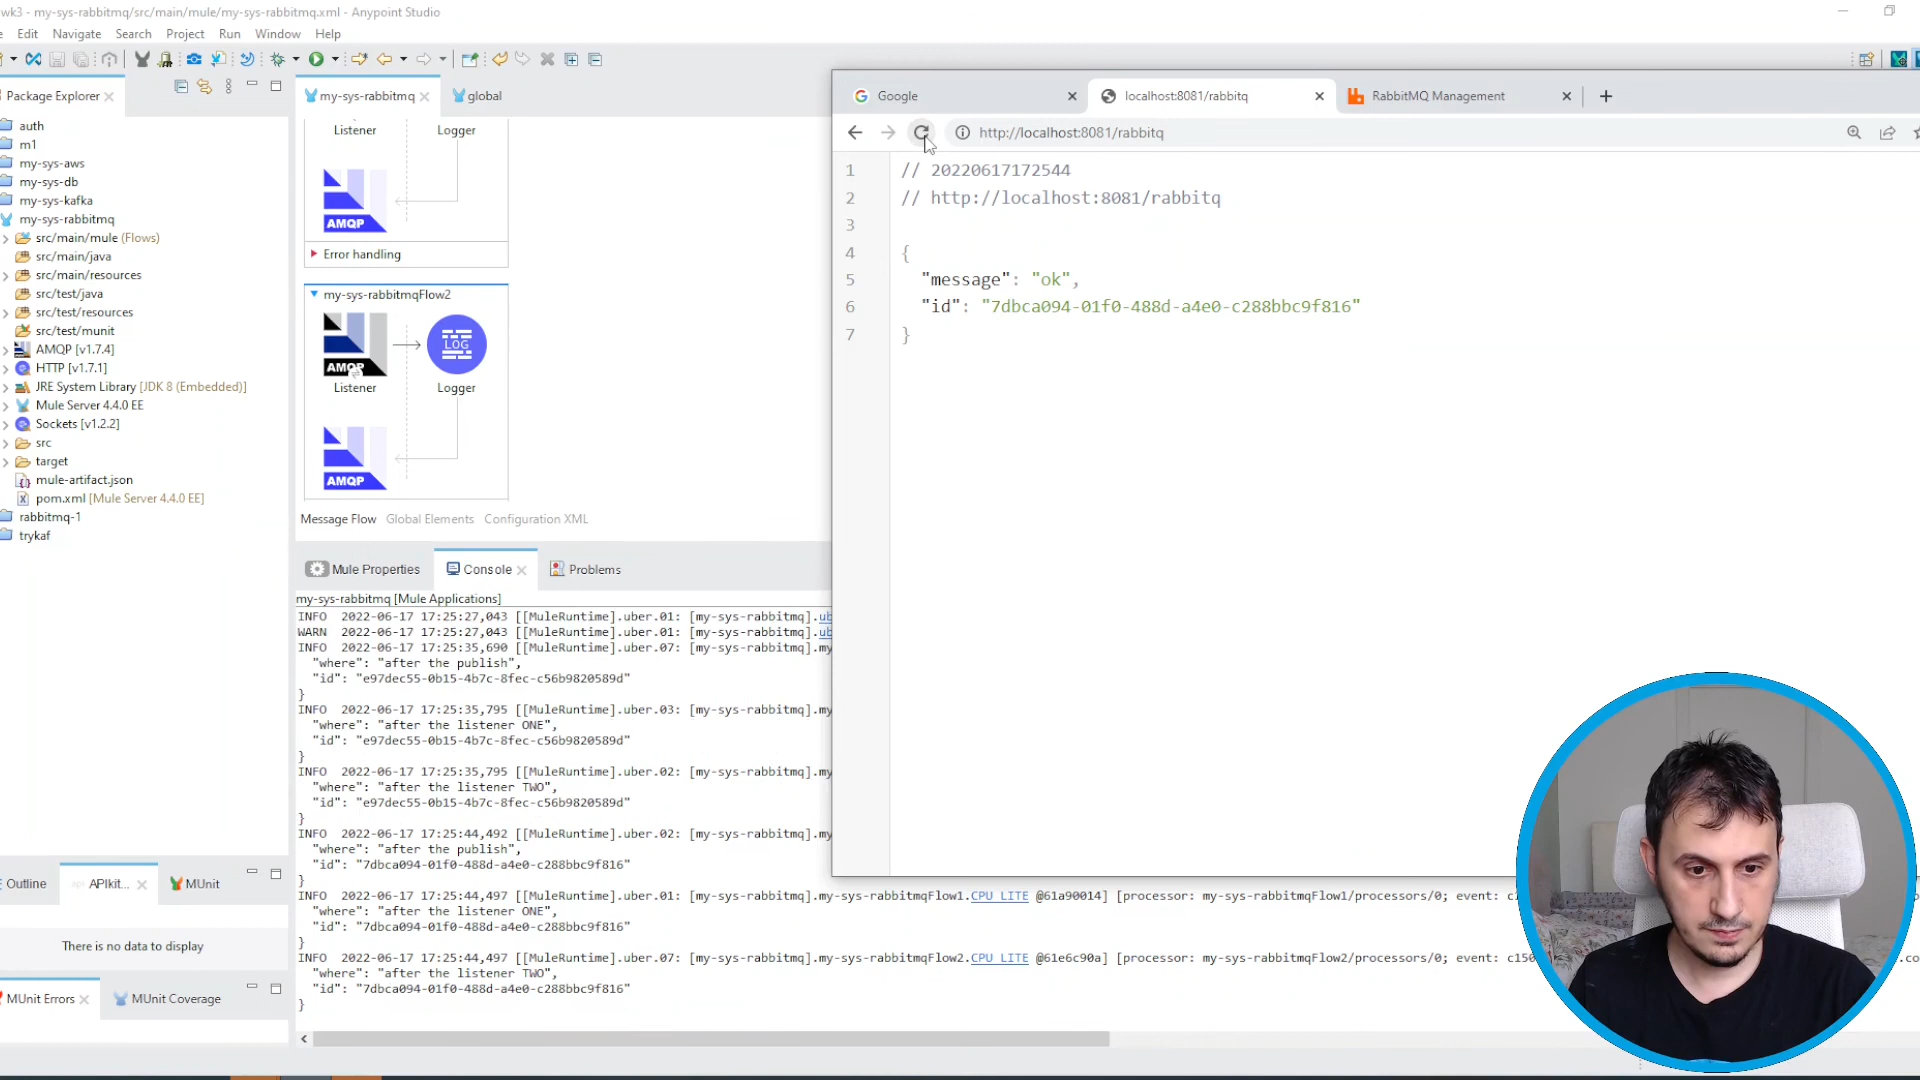 wk3 - my-sys-rabbitmq/src/main/mule/my-sys-rabbitmq.xml - Anypoint Studio
Edit Navigate Search Project Run Window Help
Package Explorer
auth
m1
my-sys-aws
my-sys-db
my-sys-kafka
my-sys-rabbitmq
src/main/mule (Flows)
src/main/java
src/main/resources
src/test/java
src/test/resources
src/test/munit
AMQP [v1.7.4]
HTTP [v1.7.1]
JRE System Library [JDK 8 (Embedded)]
Mule Server 4.4.0 EE
Sockets [v1.2.2]
src
target
mule-artifact.json
pom.xml [Mule Server 4.4.0 EE]
rabbitmq-1
trykaf
Outline APIkit... MUnit
There is no data to display
MUnit Errors MUnit Coverage
my-sys-rabbitmq global
Listener Logger
AMQP
Error handling
my-sys-rabbitmqFlow2
LOG
AMQP
Listener Logger
AMQP
Message Flow Global Elements Configuration XML
Mule Properties Console Problems
my-sys-rabbitmq [Mule Applications]
INFO 2022-06-17 17:25:27,043 [[MuleRuntime].uber.01: [my-sys-rabbitmq].ub
WARN 2022-06-17 17:25:27,043 [[MuleRuntime].uber.01: [my-sys-rabbitmq].ub
INFO 2022-06-17 17:25:35,690 [[MuleRuntime].uber.07: [my-sys-rabbitmq].my
"where": "after the publish",
"id": "e97dec55-0b15-4b7c-8fec-c56b9820589d"
}
INFO 2022-06-17 17:25:35,795 [[MuleRuntime].uber.03: [my-sys-rabbitmq].my
"where": "after the listener ONE",
"id": "e97dec55-0b15-4b7c-8fec-c56b9820589d"
}
INFO 2022-06-17 17:25:35,795 [[MuleRuntime].uber.02: [my-sys-rabbitmq].my
"where": "after the listener TWO",
"id": "e97dec55-0b15-4b7c-8fec-c56b9820589d"
}
INFO 2022-06-17 17:25:44,492 [[MuleRuntime].uber.02: [my-sys-rabbitmq].my
"where": "after the publish",
"id": "7dbca094-01f0-488d-a4e0-c288bbc9f816"
}
INFO 2022-06-17 17:25:44,497 [[MuleRuntime].uber.01: [my-sys-rabbitmq].my-sys-rabbitmqFlow1.CPU_LITE @61a90014] [processor: my-sys-rabbitmqFlow1/processors/0; event: c1
"where": "after the listener ONE",
"id": "7dbca094-01f0-488d-a4e0-c288bbc9f816"
}
INFO 2022-06-17 17:25:44,497 [[MuleRuntime].uber.07: [my-sys-rabbitmq].my-sys-rabbitmqFlow2.CPU_LITE @61e6c90a] [processor: my-sys-rabbitmqFlow2/processors/0; event: c150
"where": "after the listener TWO",
"id": "7dbca094-01f0-488d-a4e0-c288bbc9f816"
}
Google localhost:8081/rabbitq RabbitMQ Management
http://localhost:8081/rabbitq
1 // 20220617172544
2 // http://localhost:8081/rabbitq
3
4 {
5 "message": "ok",
6 "id": "7dbca094-01f0-488d-a4e0-c288bbc9f816"
7 }